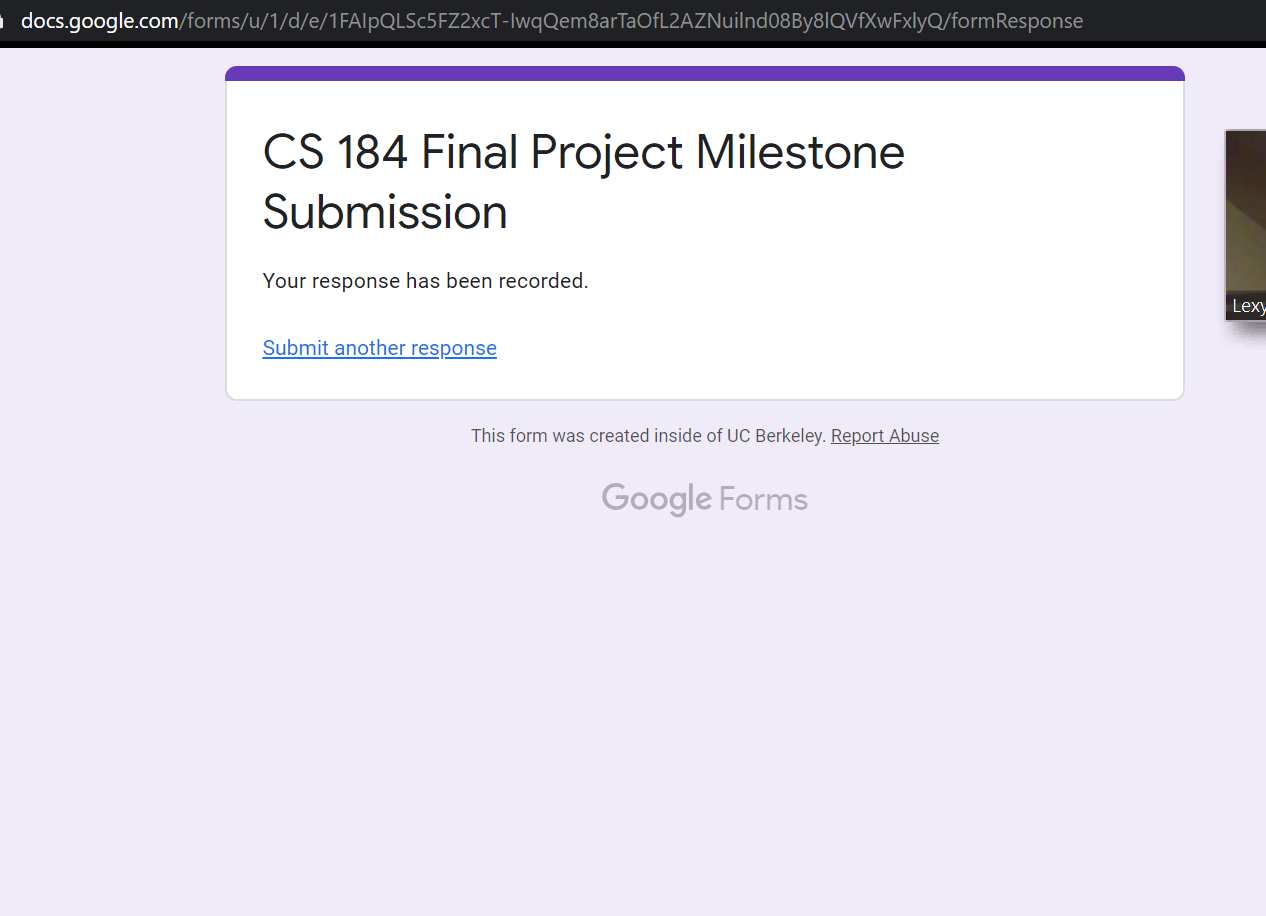 docs.google.com/forms/u/1/d/e/1FAIpQLSc5FZ2xcT-IwqQem8arTaOfL2AZNuiInd08By8lQVfXwFxlyQ/formResponse
CS 184 Final Project Milestone
Submission
Your response has been recorded.
Lexy
Submit another response
This form was created inside of UC Berkeley. Report Abuse
Google Forms